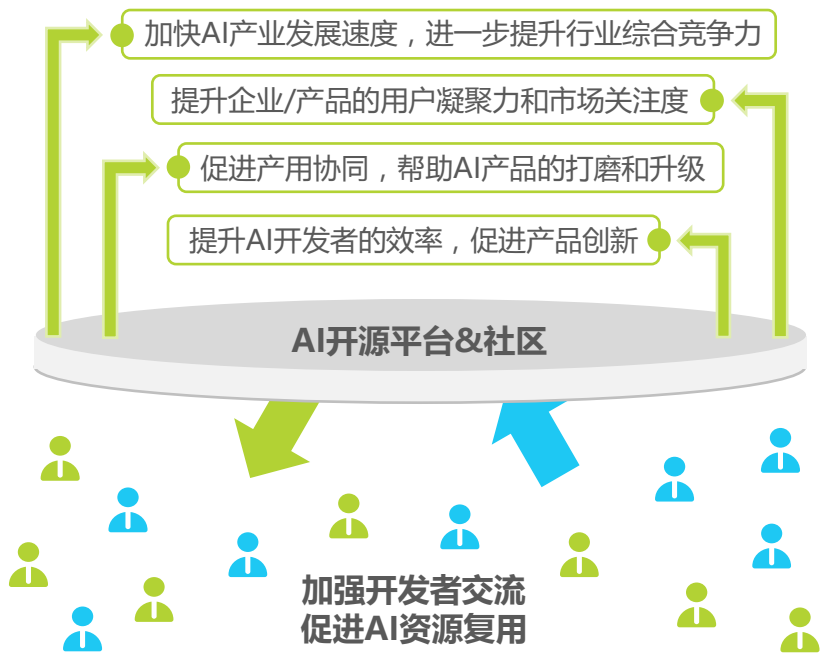 加快AI产业发展速度，进一步提升行业综合竞争力
提升企业/产品的用户凝聚力和市场关注度
促进产用协同，帮助AI产品的打磨和升级
提升AI开发者的效率，促进产品创新
AI开源平台&社区
加强开发者交流
促进AI资源复用